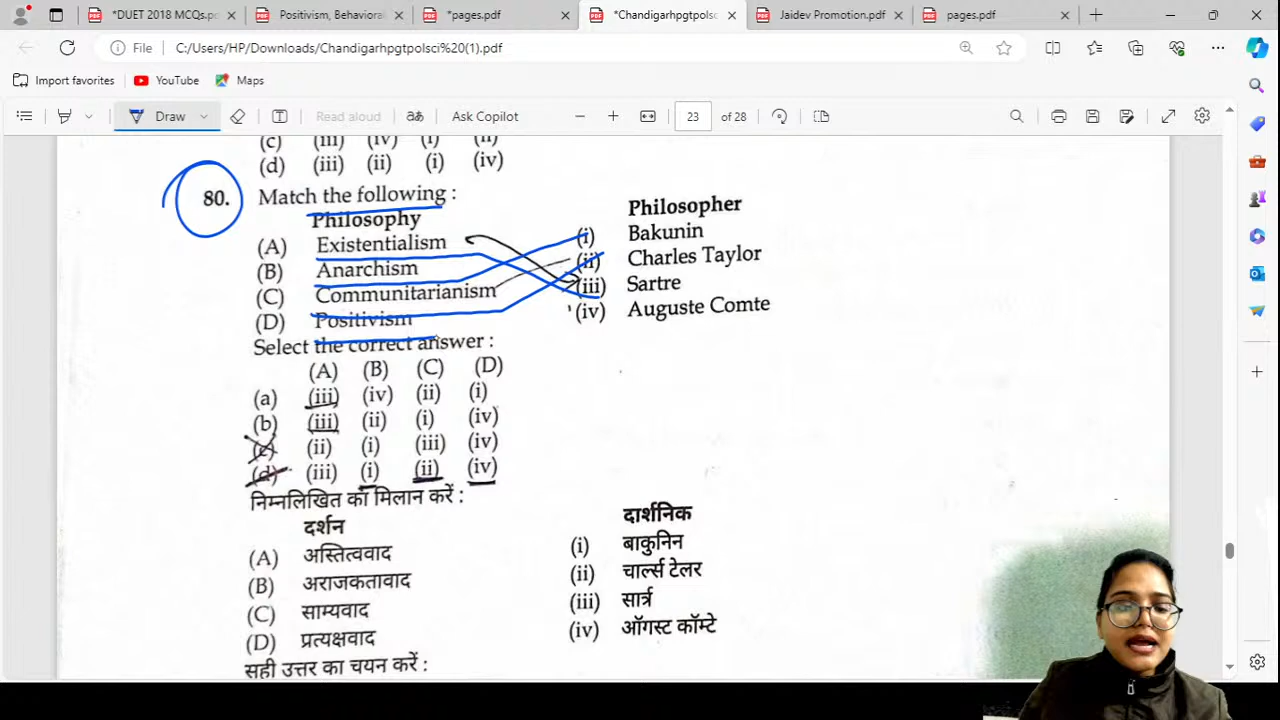 *DUET 2018 MCQs.pe
Positivism, Behavioral
*pages.pdf
*Chandigarhpgtpolsci
Jaidev Promotion.pdf
pages.pdf
File
C:/Users/HP/Downloads/Chandigarhpgtpolsci%20(1).pdf
Import favorites
YouTube
Maps
Draw
Read aloud
Ask Copilot
23
of 28
(c) (iii) (iv) (i) (ii)
(d) (iii) (ii) (i) (iv)
80. Match the following :
Philosophy Philosopher
(A) Existentialism (i) Bakunin
(B) Anarchism (ii) Charles Taylor
(C) Communitarianism (iii) Sartre
(D) Positivism (iv) Auguste Comte
Select the correct answer :
(A) (B) (C) (D)
(a) (iii) (iv) (ii) (i)
(b) (iii) (ii) (i) (iv)
(c) (ii) (i) (iii) (iv)
(d) (iii) (i) (ii) (iv)
निम्नलिखित का मिलान करें :
दर्शन दार्शनिक
(A) अस्तित्ववाद (i) बाकुनिन
(B) अराजकतावाद (ii) चार्ल्स टेलर
(C) साम्यवाद (iii) सार्त्र
(D) प्रत्यक्षवाद (iv) ऑगस्ट कॉम्टे
सही उत्तर का चयन करें :